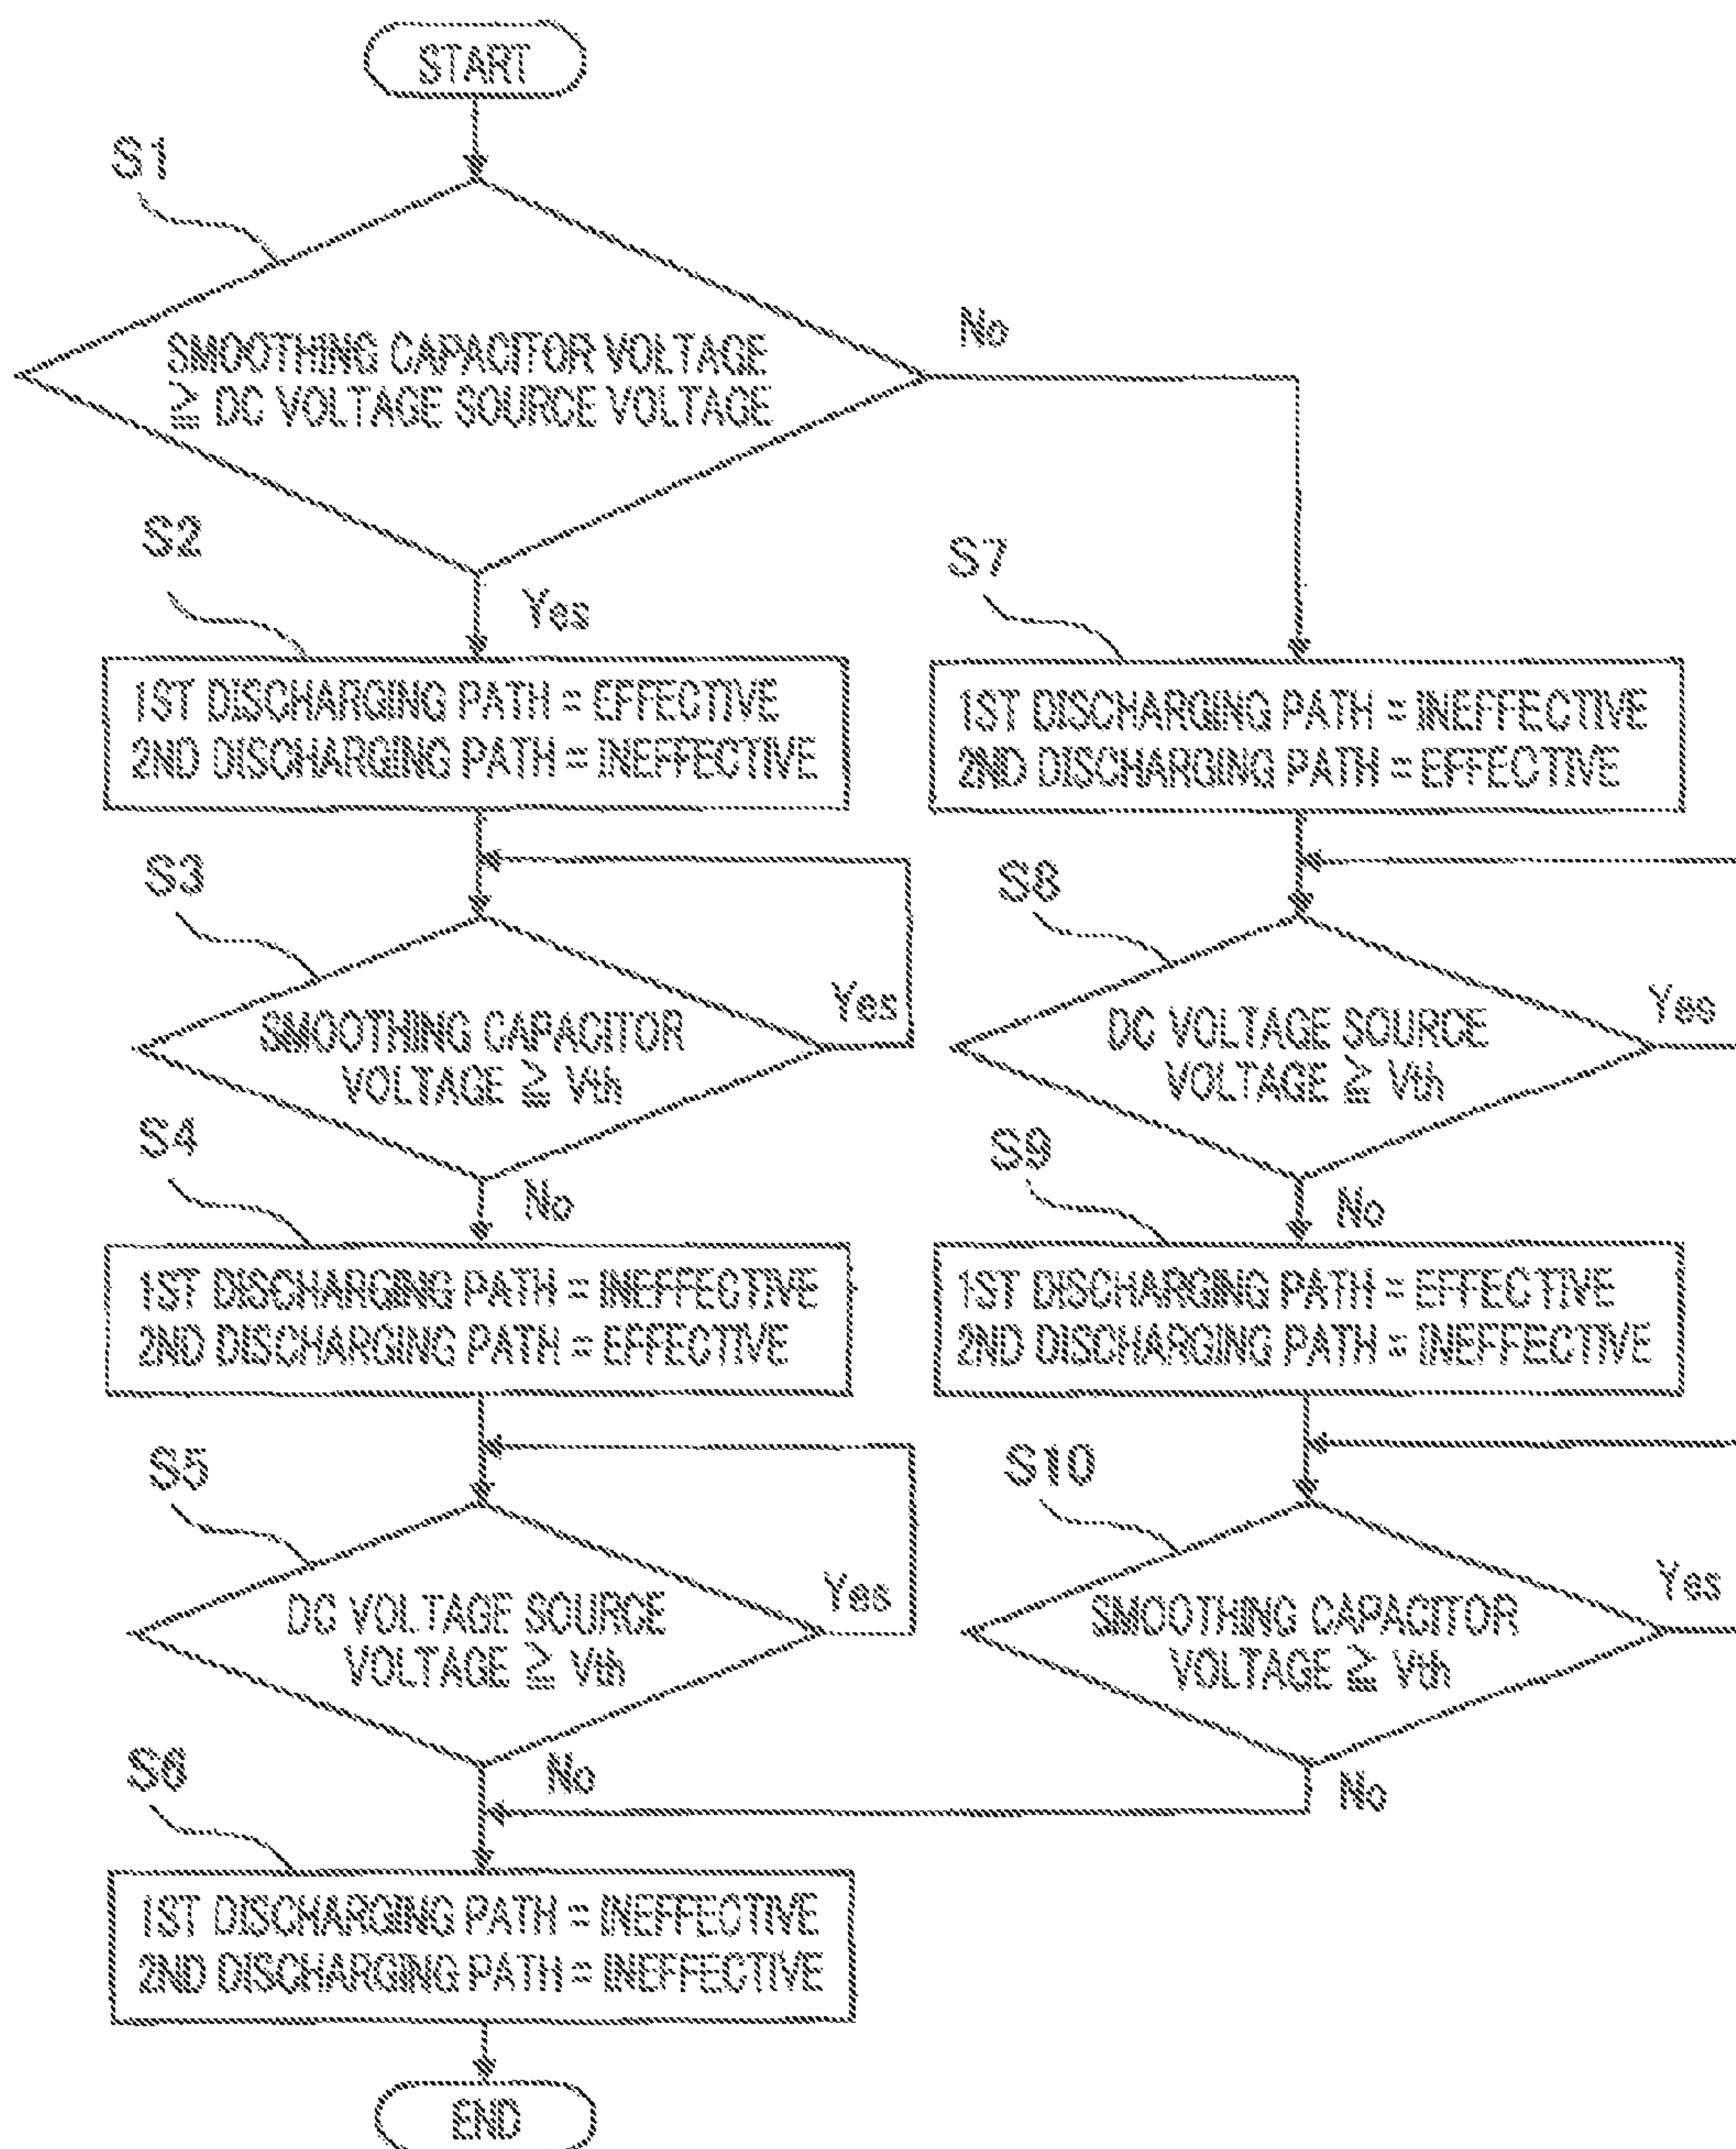 START
S1
SMOOTHING CAPACITOR VOLTAGE
≧ DC VOLTAGE SOURCE VOLTAGE
No
Yes
S2
1ST DISCHARGING PATH = EFFECTIVE
2ND DISCHARGING PATH = INEFFECTIVE
S7
1ST DISCHARGING PATH = INEFFECTIVE
2ND DISCHARGING PATH = EFFECTIVE
S3
SMOOTHING CAPACITOR
VOLTAGE ≧ Vth
Yes
No
S8
DC VOLTAGE SOURCE
VOLTAGE ≧ Vth
Yes
No
S4
1ST DISCHARGING PATH = INEFFECTIVE
2ND DISCHARGING PATH = EFFECTIVE
S9
1ST DISCHARGING PATH = EFFECTIVE
2ND DISCHARGING PATH = INEFFECTIVE
S5
DC VOLTAGE SOURCE
VOLTAGE ≧ Vth
Yes
No
S10
SMOOTHING CAPACITOR
VOLTAGE ≧ Vth
Yes
No
S6
1ST DISCHARGING PATH = INEFFECTIVE
2ND DISCHARGING PATH = INEFFECTIVE
END